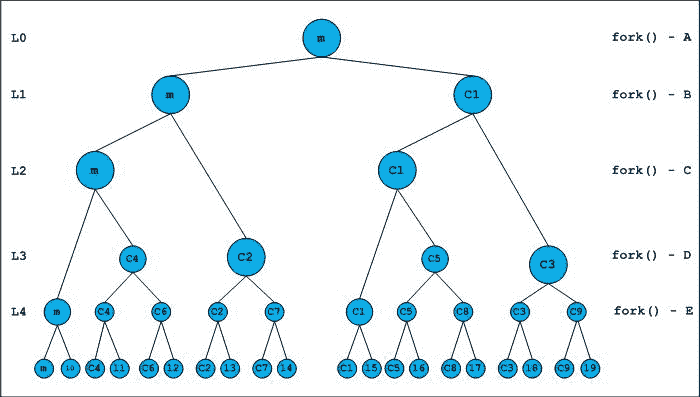 L0 m fork() - A
L1 m C1 fork() - B
L2 m C1 fork() - C
L3 C4 C2 C5 C3 fork() - D
L4 m C4 C6 C2 C7 C1 C5 C8 C3 C9 fork() - E
m 10 C4 11 C6 12 C2 13 C7 14 C1 15 C5 16 C8 17 C3 18 C9 19